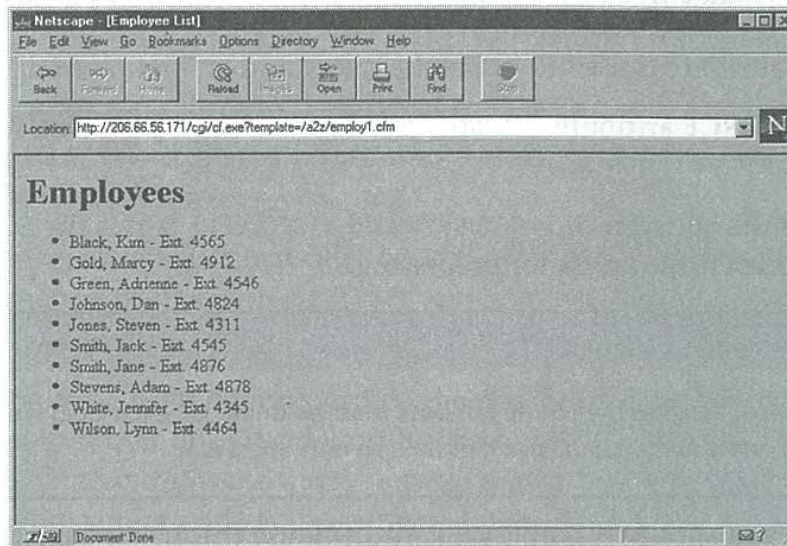 Netscape - [Employee List]
File Edit View Go Bookmarks Options Directory Window Help
Back Forward Home Reload Images Open Print Find Stop
Location: http://206.66.56.171/cgi/cf.exe?template=/a2z/employ1.cfm
N
Employees
• Black, Kim - Ext. 4565
• Gold, Marcy - Ext. 4912
• Green, Adrienne - Ext. 4546
• Johnson, Dan - Ext. 4824
• Jones, Steven - Ext. 4311
• Smith, Jack - Ext. 4545
• Smith, Jane - Ext. 4876
• Stevens, Adam - Ext. 4878
• White, Jennifer - Ext. 4345
• Wilson, Lynn - Ext. 4464
Document: Done
?